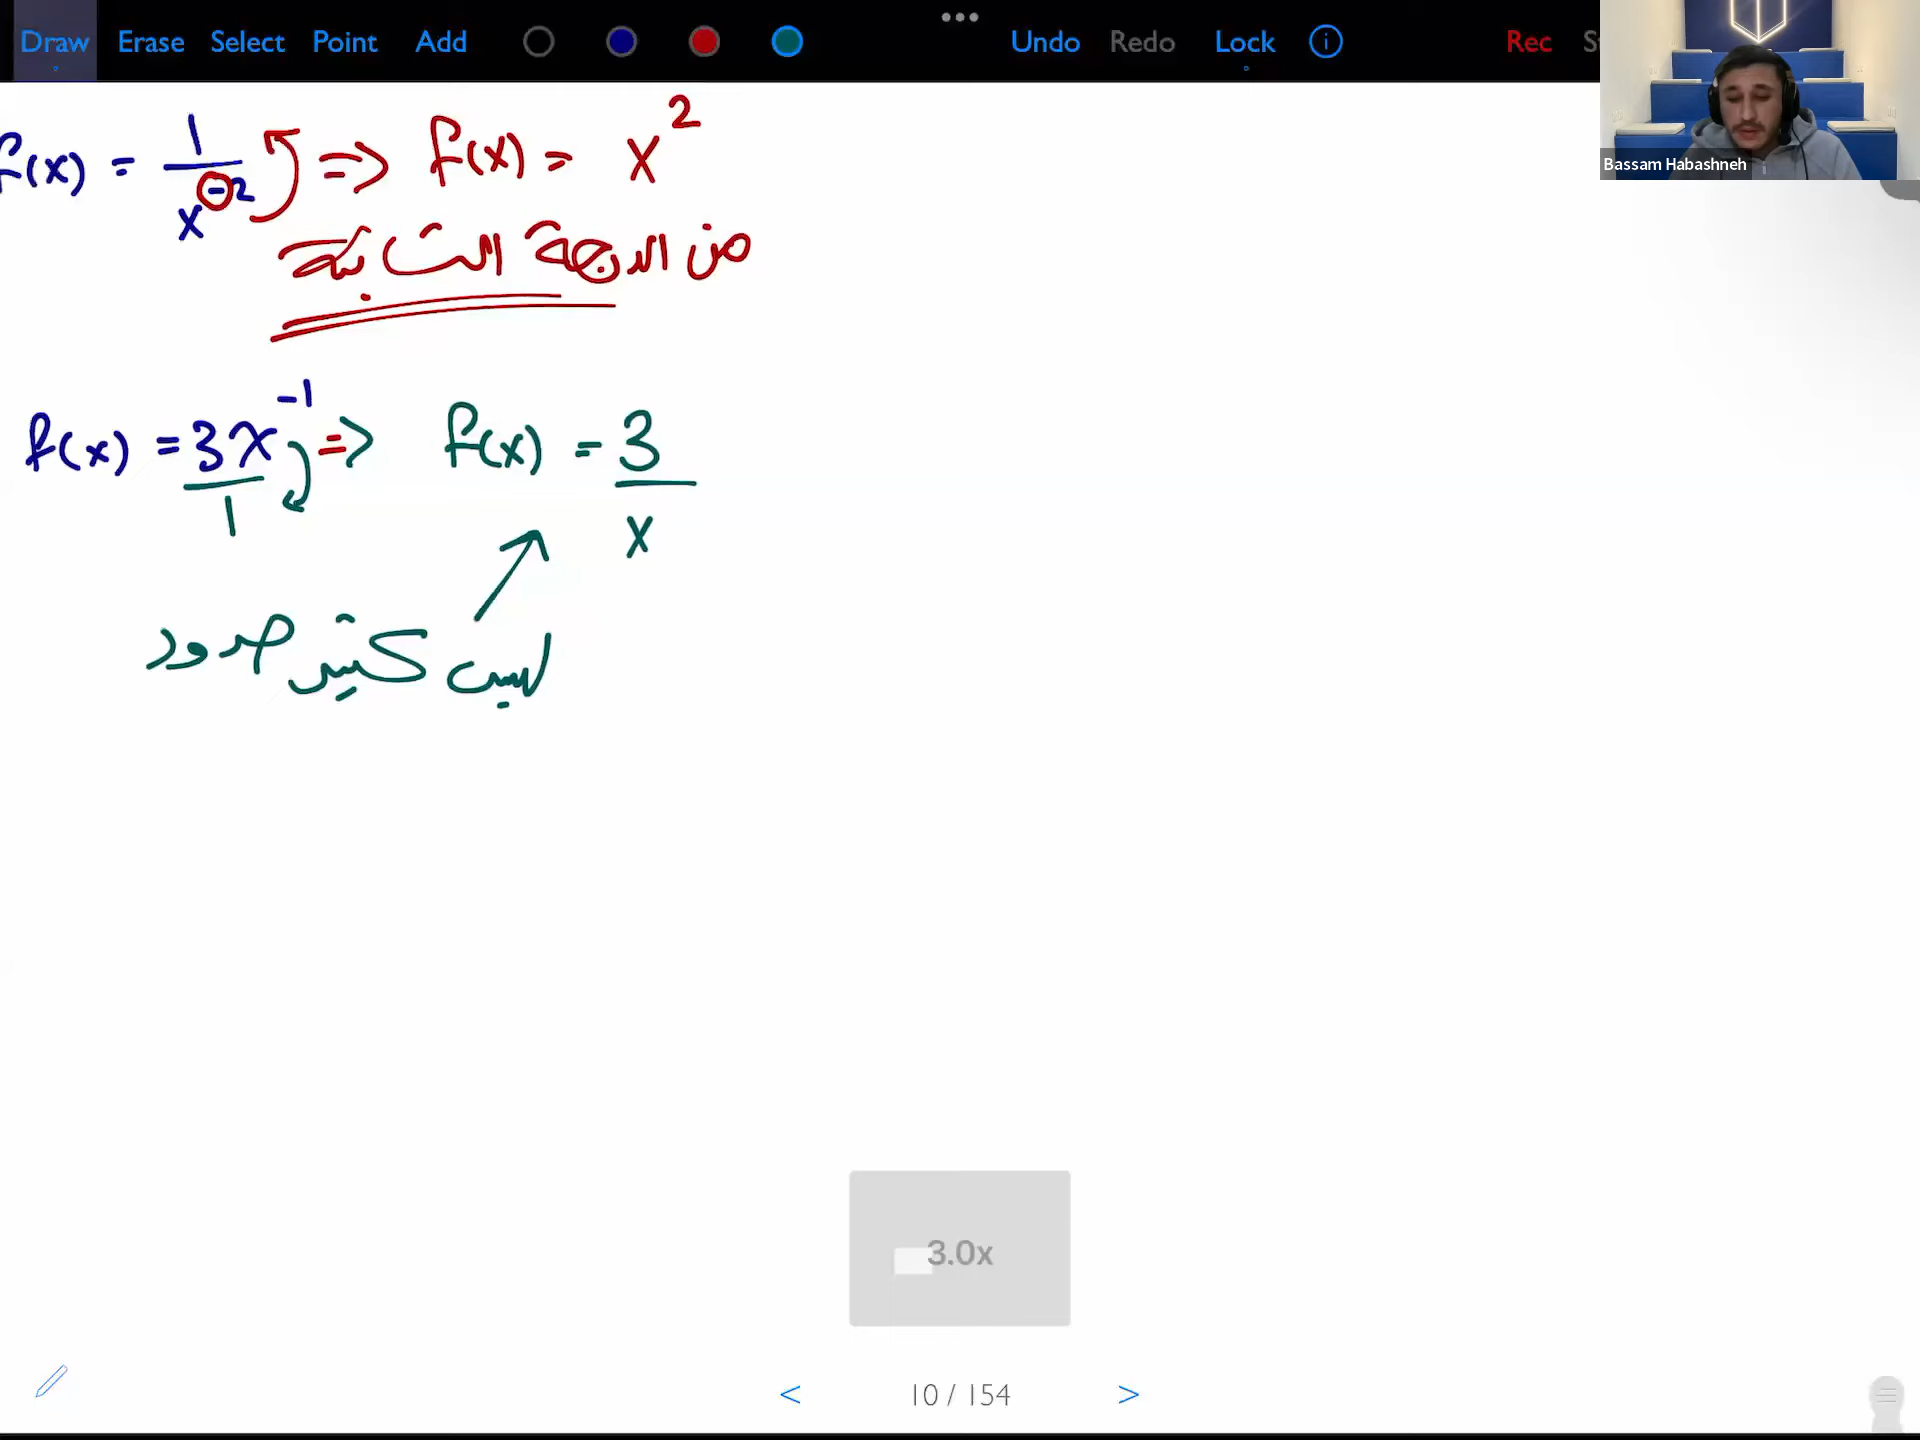 Draw Erase Select Point Add Undo Redo Lock Rec
Bassam Habashneh
f(x) = 1/x^-2 => f(x) = x^2
من الدرجة الثانية
f(x) = 3x^-1/1 => f(x) = 3/x
ليست كثير حدود
3.0x
< 10 / 154 >